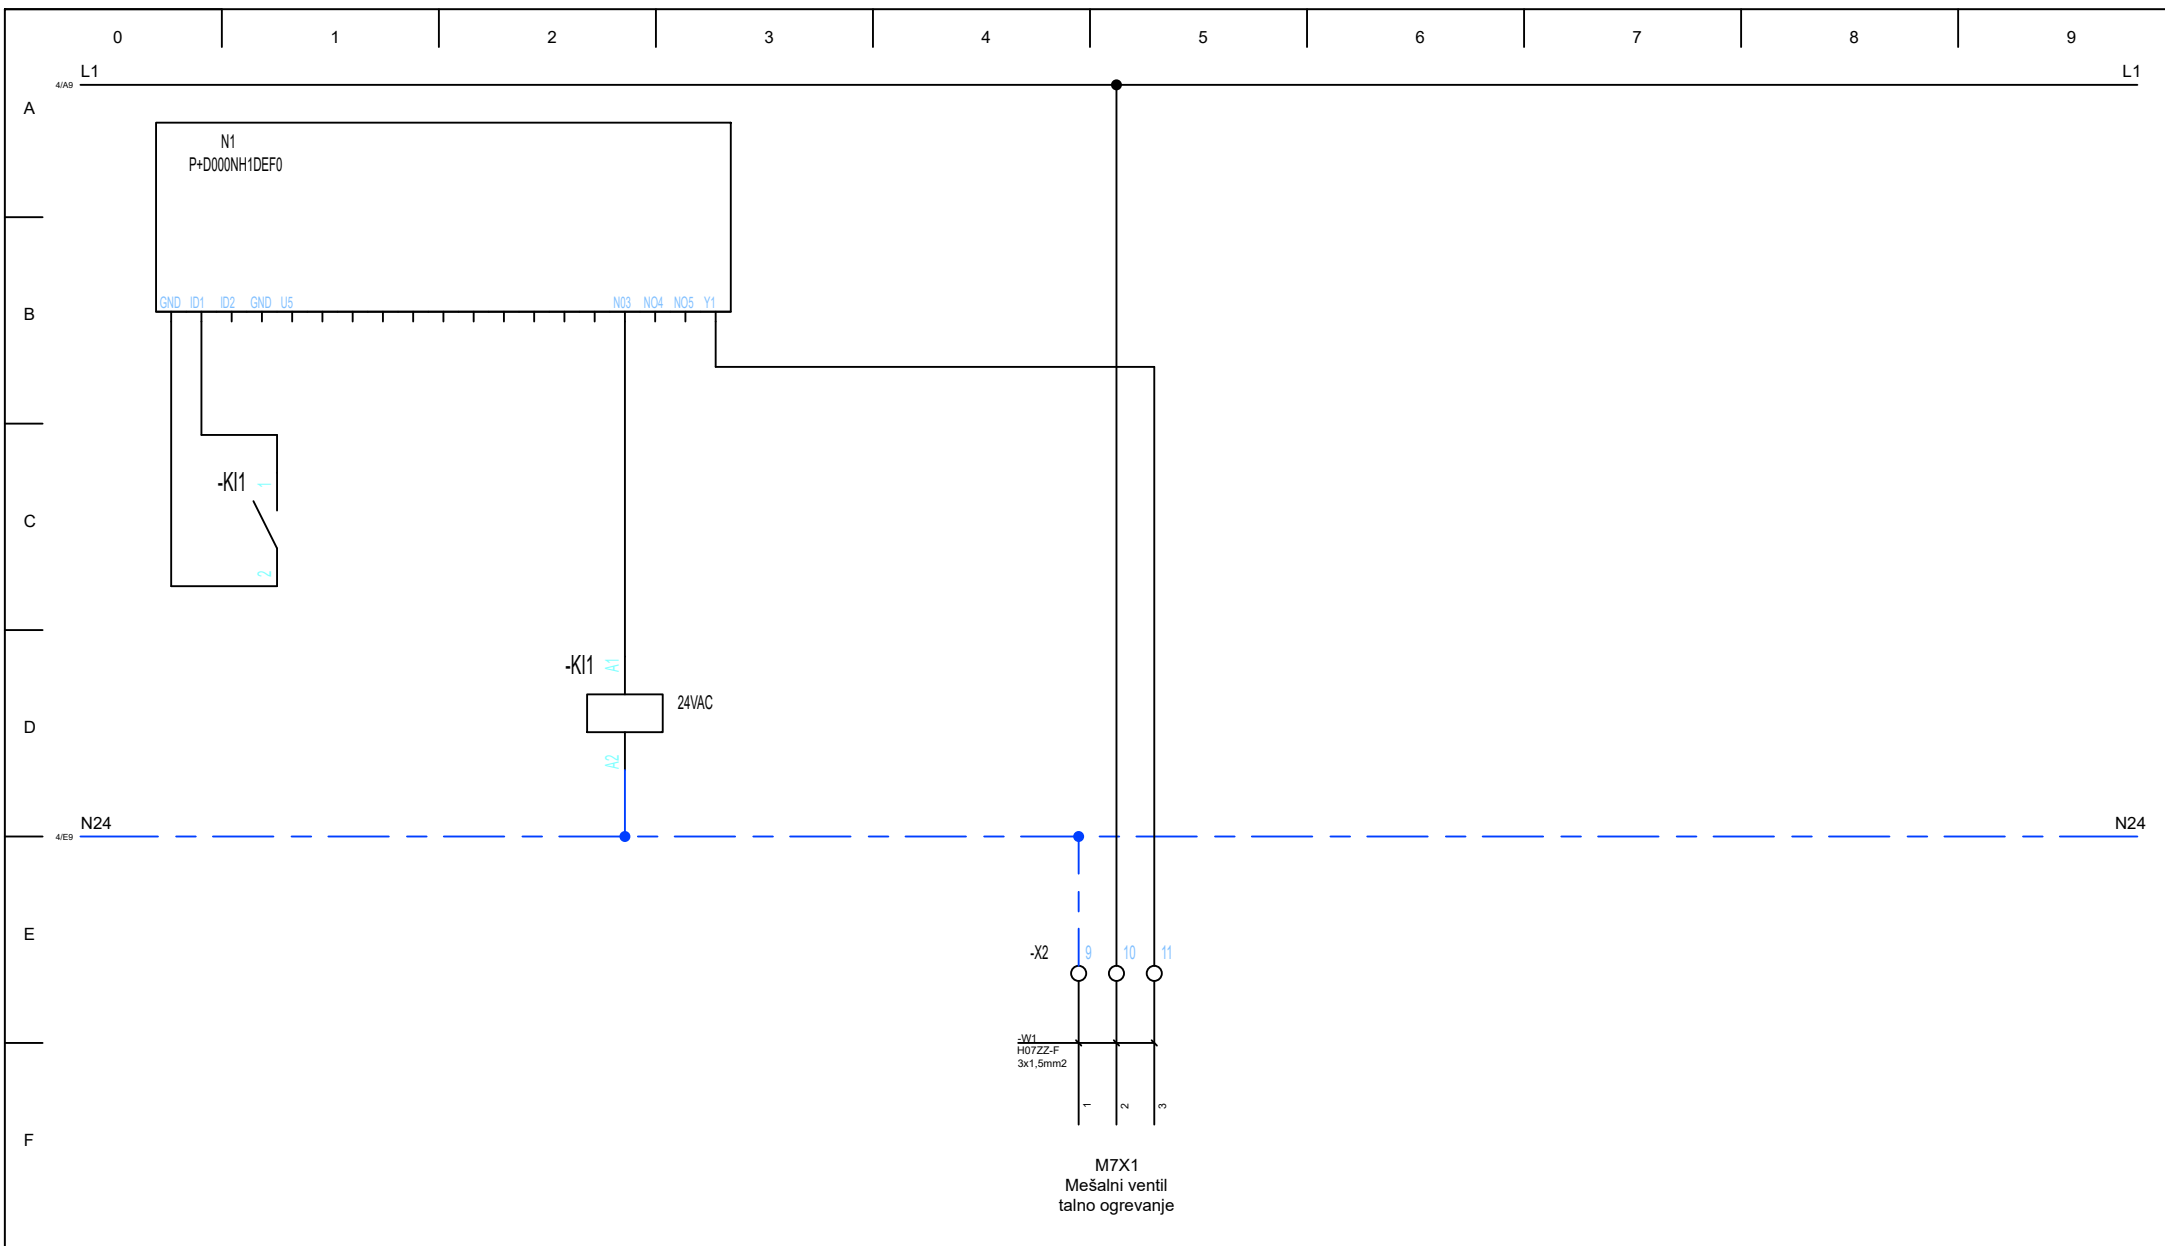 0 1 2 3 4 5 6 7 8 9
L1 L1
4/A9
A
N1
P+D000NH1DEF0
GND ID1 ID2 GND U5 N03 NO4 NO5 Y1
B
-KI1 1
C
2
-KI1 A1
24VAC
D
A2
N24 N24
4/E9
E
-X2 9 10 11
-W1
H07ZZ-F
3x1,5mm2
1 2 3
F
M7X1
Mešalni ventil
talno ogrevanje